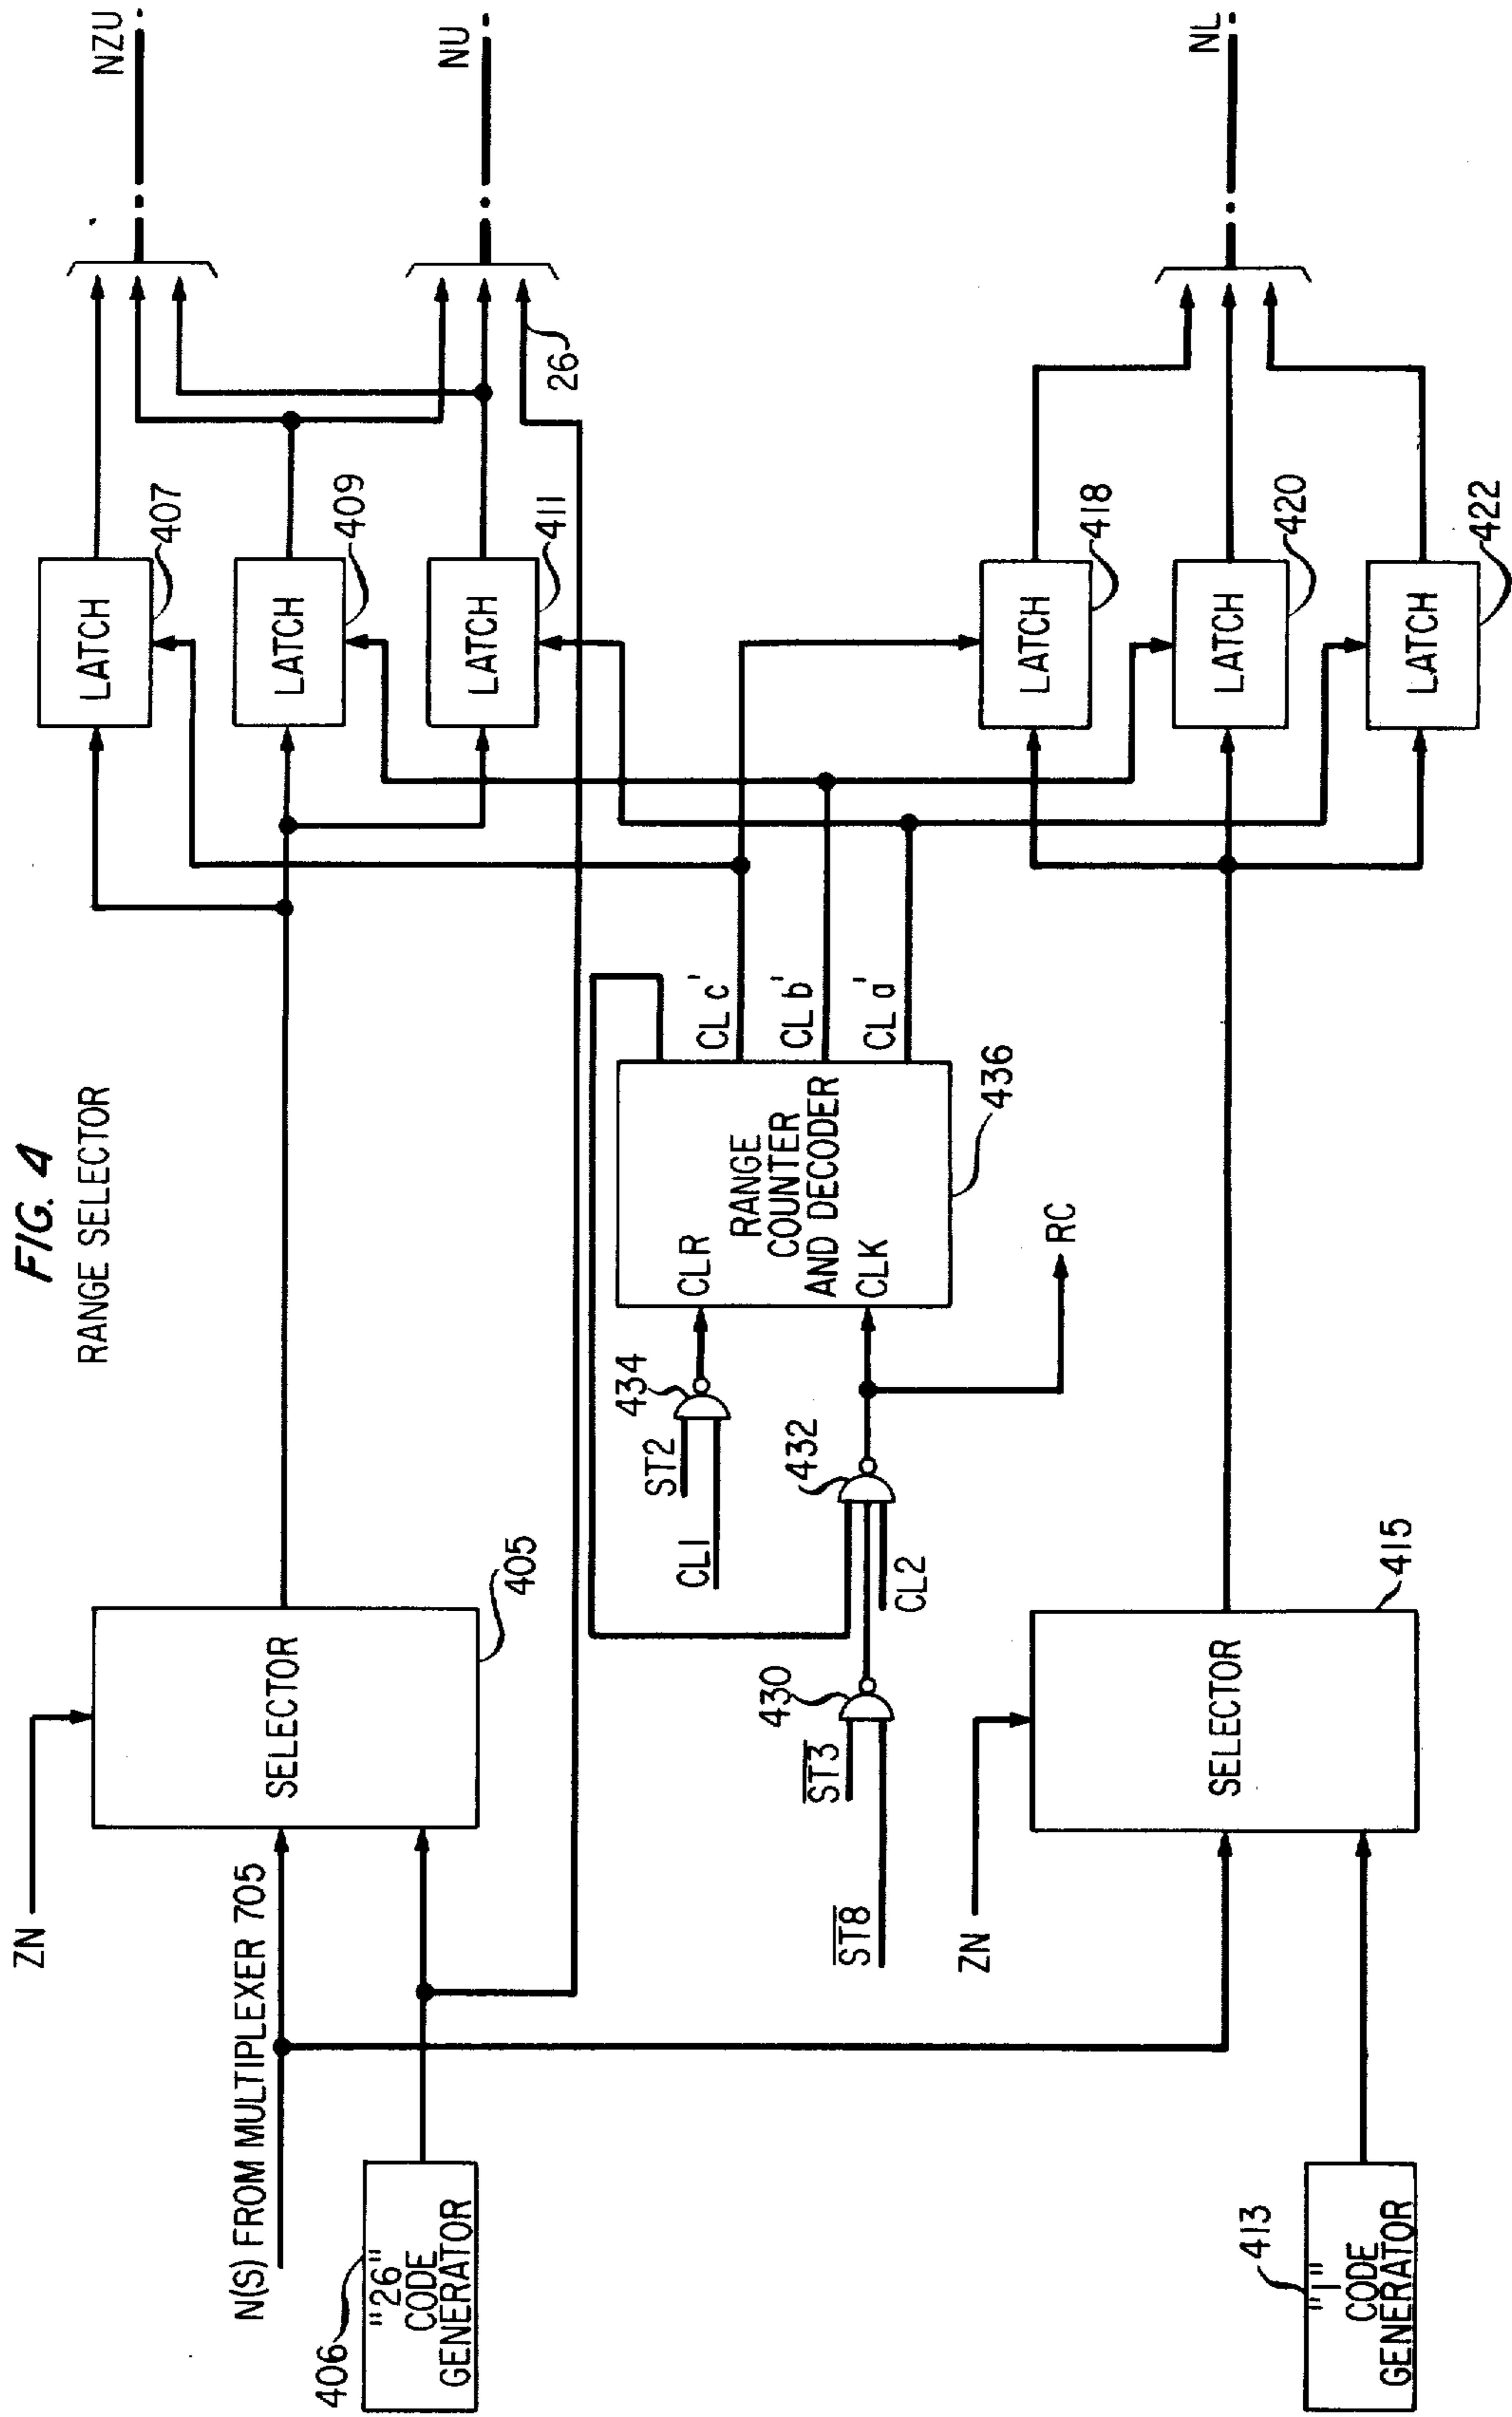 FIG. 4
RANGE SELECTOR
ZN
N(S) FROM MULTIPLEXER 705
SELECTOR
405
"26"
CODE
GENERATOR
406
LATCH
407
LATCH
409
LATCH
411
NZU
NU
26
ST2
CL1
434
CLR
RANGE
COUNTER
AND DECODER
CLK
436
CL c'
CL b'
CL a'
ST3
ST8
430
432
CL2
RC
ZN
SELECTOR
415
"1"
CODE
GENERATOR
413
LATCH
418
LATCH
420
LATCH
422
NL